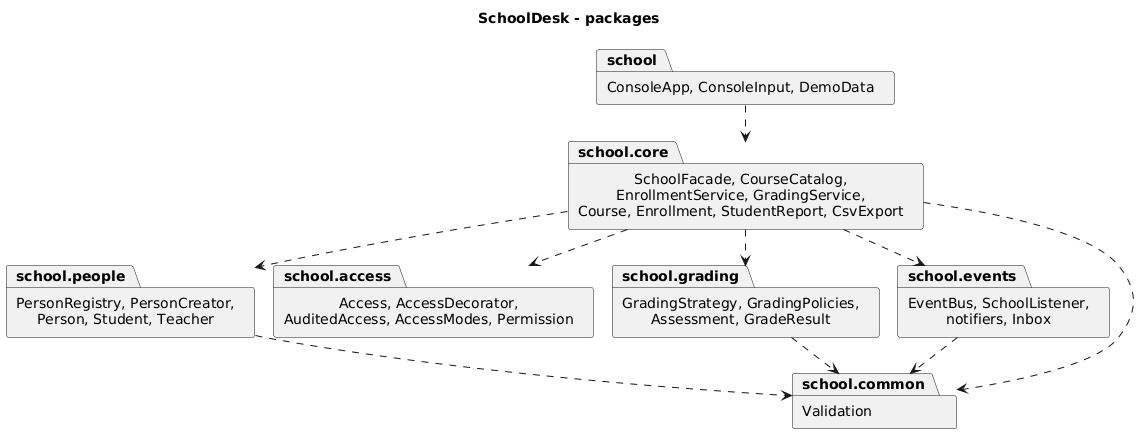 SchoolDesk - packages
school
ConsoleApp, ConsoleInput, DemoData
school.core
SchoolFacade, CourseCatalog,
EnrollmentService, GradingService,
Course, Enrollment, StudentReport, CsvExport
school.people
PersonRegistry, PersonCreator,
Person, Student, Teacher
school.access
Access, AccessDecorator,
AuditedAccess, AccessModes, Permission
school.grading
GradingStrategy, GradingPolicies,
Assessment, GradeResult
school.events
EventBus, SchoolListener,
notifiers, Inbox
school.common
Validation